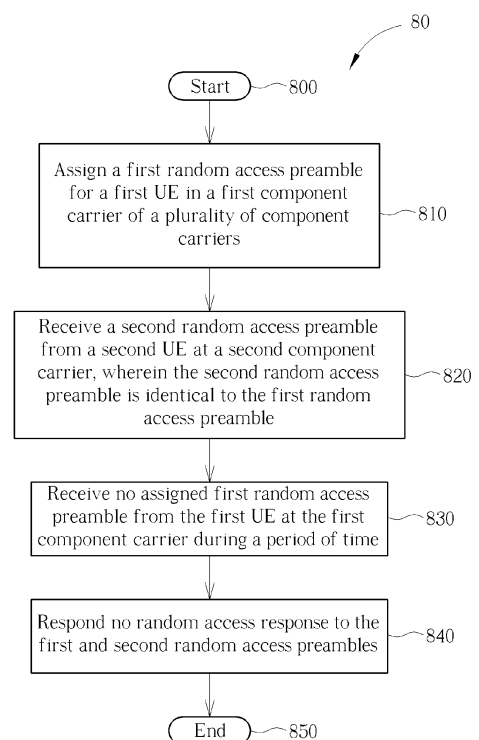 80
Start
800
Assign a first random access preamble
for a first UE in a first component
carrier of a plurality of component
carriers
810
Receive a second random access preamble
from a second UE at a second component
carrier, wherein the second random access
preamble is identical to the first random
access preamble
820
Receive no assigned first random access
preamble from the first UE at the first
component carrier during a period of time
830
Respond no random access response to the
first and second random access preambles
840
End
850